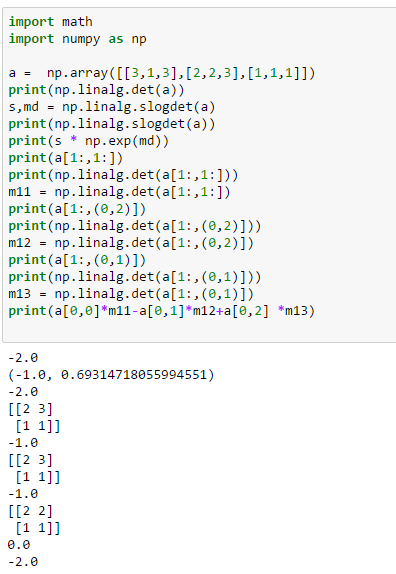 import math
import numpy as np
a =  np.array([[3,1,3],[2,2,3],[1,1,1]])
print(np.linalg.det(a))
s,md = np.linalg.slogdet(a)
print(np.linalg.slogdet(a))
print(s * np.exp(md))
print(a[1:,1:])
print(np.linalg.det(a[1:,1:]))
m11 = np.linalg.det(a[1:,1:])
print(a[1:,(0,2)])
print(np.linalg.det(a[1:,(0,2)]))
m12 = np.linalg.det(a[1:,(0,2)])
print(a[1:,(0,1)])
print(np.linalg.det(a[1:,(0,1)]))
m13 = np.linalg.det(a[1:,(0,1)])
print(a[0,0]*m11-a[0,1]*m12+a[0,2] *m13)
-2.0
(-1.0, 0.69314718055994551)
-2.0
[[2 3]
 [1 1]]
-1.0
[[2 3]
 [1 1]]
-1.0
[[2 2]
 [1 1]]
0.0
-2.0